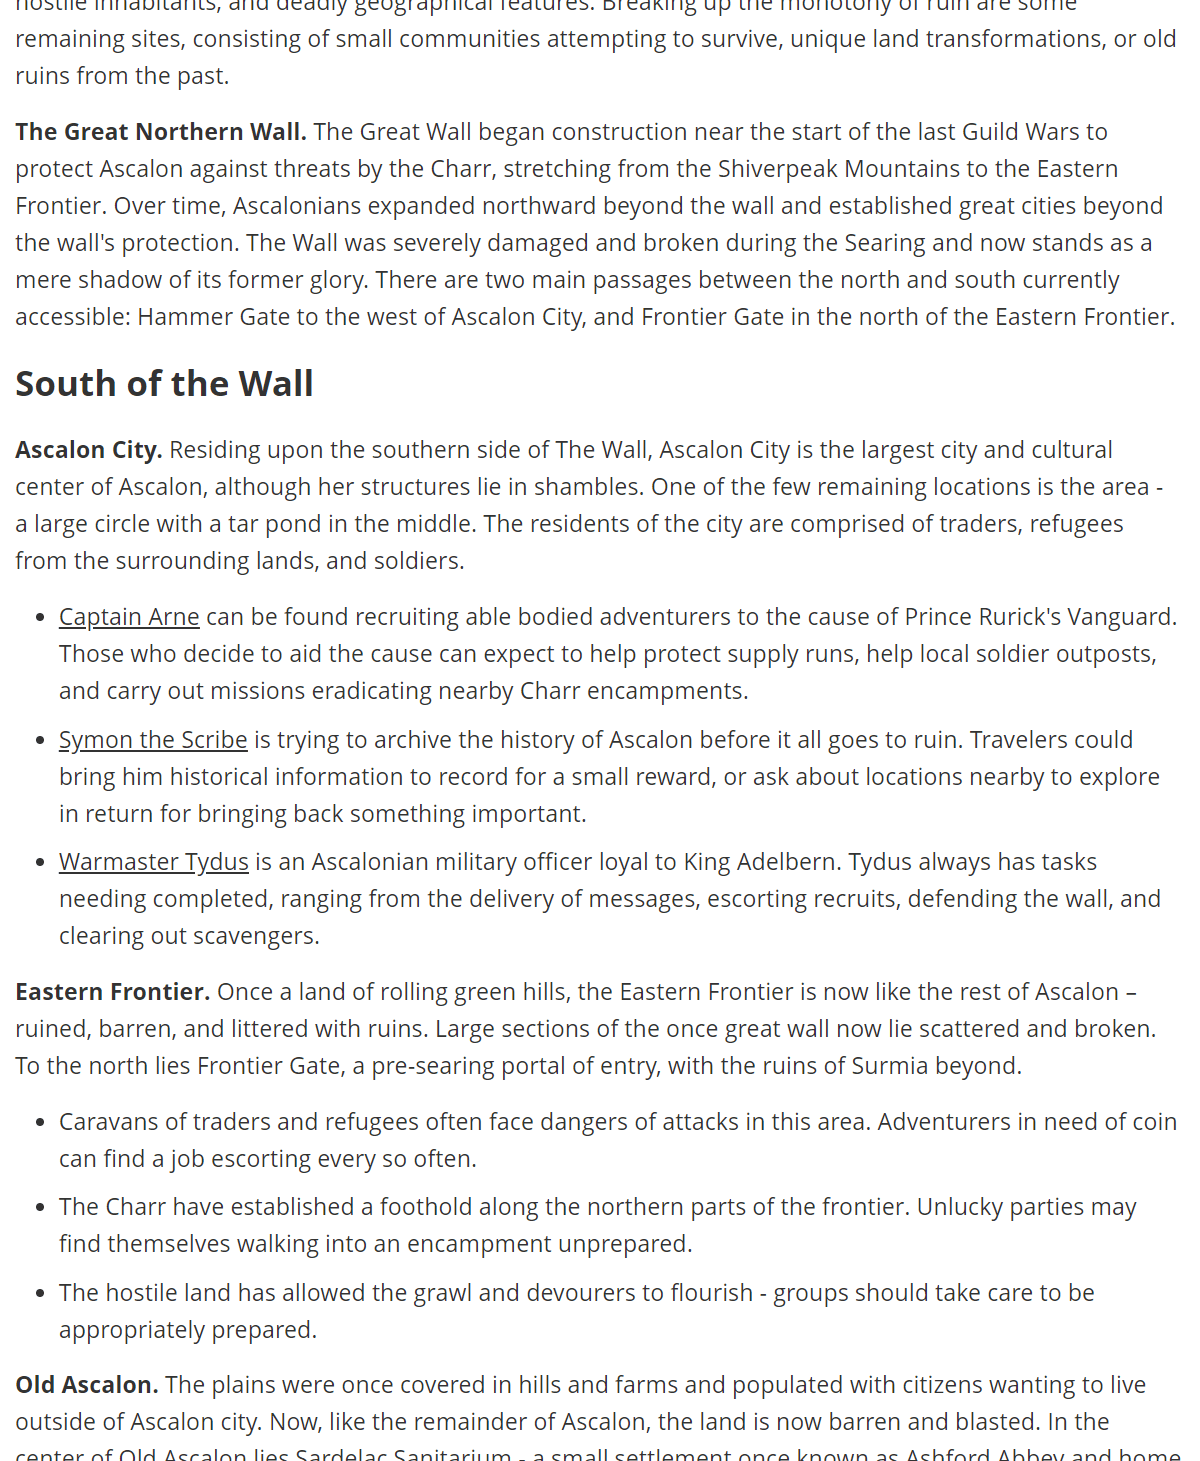 hostile inhabitants, and deadly geographical features. Breaking up the monotony of ruin are some
remaining sites, consisting of small communities attempting to survive, unique land transformations, or old
ruins from the past.
The Great Northern Wall. The Great Wall began construction near the start of the last Guild Wars to
protect Ascalon against threats by the Charr, stretching from the Shiverpeak Mountains to the Eastern
Frontier. Over time, Ascalonians expanded northward beyond the wall and established great cities beyond
the wall's protection. The Wall was severely damaged and broken during the Searing and now stands as a
mere shadow of its former glory. There are two main passages between the north and south currently
accessible: Hammer Gate to the west of Ascalon City, and Frontier Gate in the north of the Eastern Frontier.
South of the Wall
Ascalon City. Residing upon the southern side of The Wall, Ascalon City is the largest city and cultural
center of Ascalon, although her structures lie in shambles. One of the few remaining locations is the area -
a large circle with a tar pond in the middle. The residents of the city are comprised of traders, refugees
from the surrounding lands, and soldiers.
• Captain Arne can be found recruiting able bodied adventurers to the cause of Prince Rurick's Vanguard.
Those who decide to aid the cause can expect to help protect supply runs, help local soldier outposts,
and carry out missions eradicating nearby Charr encampments.
• Symon the Scribe is trying to archive the history of Ascalon before it all goes to ruin. Travelers could
bring him historical information to record for a small reward, or ask about locations nearby to explore
in return for bringing back something important.
• Warmaster Tydus is an Ascalonian military officer loyal to King Adelbern. Tydus always has tasks
needing completed, ranging from the delivery of messages, escorting recruits, defending the wall, and
clearing out scavengers.
Eastern Frontier. Once a land of rolling green hills, the Eastern Frontier is now like the rest of Ascalon –
ruined, barren, and littered with ruins. Large sections of the once great wall now lie scattered and broken.
To the north lies Frontier Gate, a pre-searing portal of entry, with the ruins of Surmia beyond.
• Caravans of traders and refugees often face dangers of attacks in this area. Adventurers in need of coin
can find a job escorting every so often.
• The Charr have established a foothold along the northern parts of the frontier. Unlucky parties may
find themselves walking into an encampment unprepared.
• The hostile land has allowed the grawl and devourers to flourish - groups should take care to be
appropriately prepared.
Old Ascalon. The plains were once covered in hills and farms and populated with citizens wanting to live
outside of Ascalon city. Now, like the remainder of Ascalon, the land is now barren and blasted. In the
center of Old Ascalon lies Sardelac Sanitarium - a small settlement once known as Ashford Abbey and home